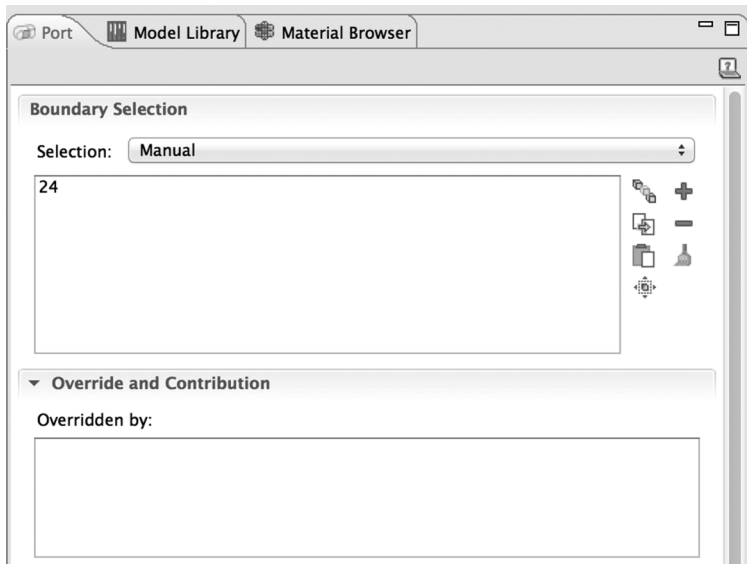 Port Model Library Material Browser
Boundary Selection
Selection: Manual
24
Override and Contribution
Overridden by: